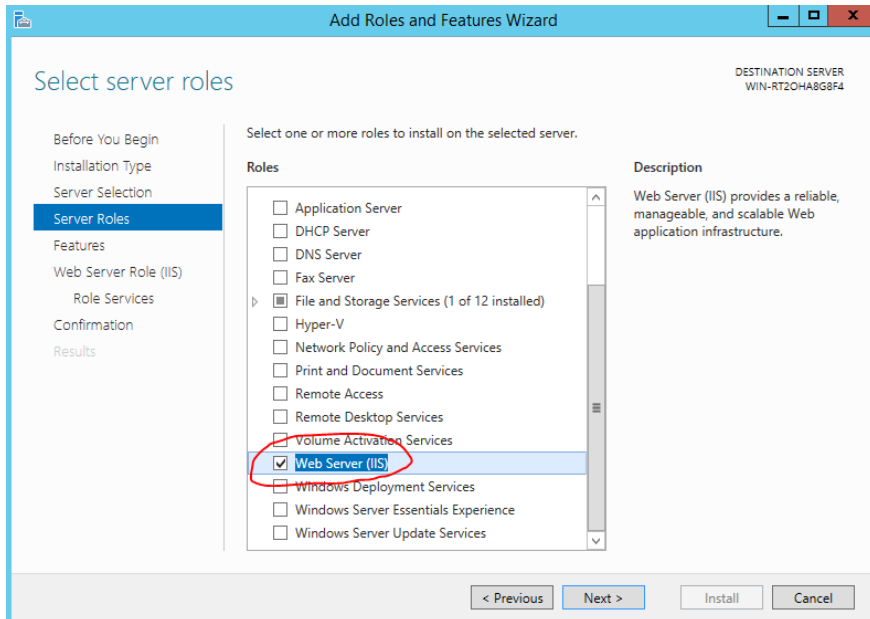 Add Roles and Features Wizard
Select server roles
DESTINATION SERVER
WIN-RT2OHA8G8F4
Before You Begin
Installation Type
Server Selection
Server Roles
Features
Web Server Role (IIS)
Role Services
Confirmation
Results
Select one or more roles to install on the selected server.
Roles
Application Server
DHCP Server
DNS Server
Fax Server
File and Storage Services (1 of 12 installed)
Hyper-V
Network Policy and Access Services
Print and Document Services
Remote Access
Remote Desktop Services
Volume Activation Services
Web Server (IIS)
Windows Deployment Services
Windows Server Essentials Experience
Windows Server Update Services
Description
Web Server (IIS) provides a reliable,
manageable, and scalable Web
application infrastructure.
< Previous
Next >
Install
Cancel